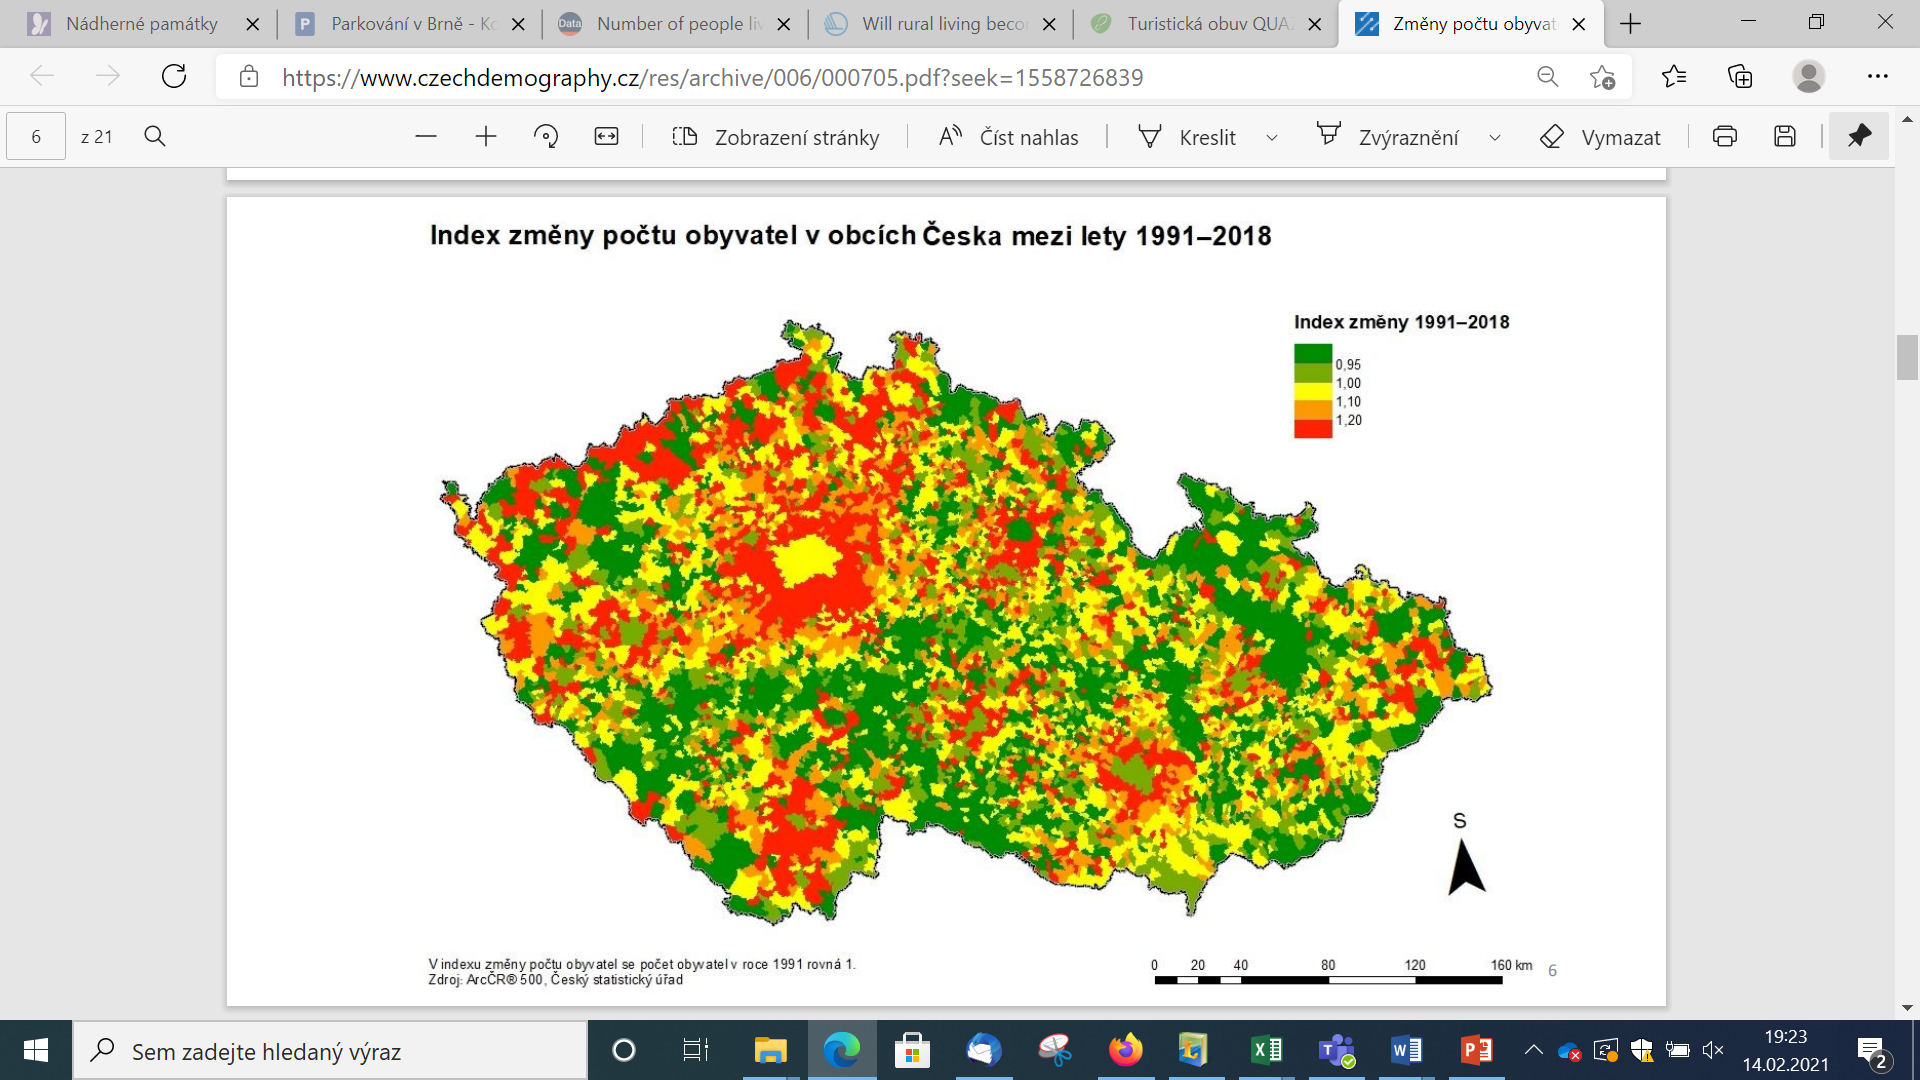 Nádherné památky
Parkování v Brně - Ko
Data
Number of people liv
Will rural living becom
Turistická obuv QUAZ
Změny počtu obyvat
https://www.czechdemography.cz/res/archive/006/000705.pdf?seek=1558726839
6 z 21
Zobrazení stránky
Číst nahlas
Kreslit
Zvýraznění
Vymazat
Index změny počtu obyvatel v obcích Česka mezi lety 1991–2018
Index změny 1991–2018
0,95
1,00
1,10
1,20
S
V indexu změny počtu obyvatel se počet obyvatel v roce 1991 rovná 1.
Zdroj: ArcČR® 500, Český statistický úřad
0 20 40 80 120 160 km
6
Sem zadejte hledaný výraz
19:23
14.02.2021
2